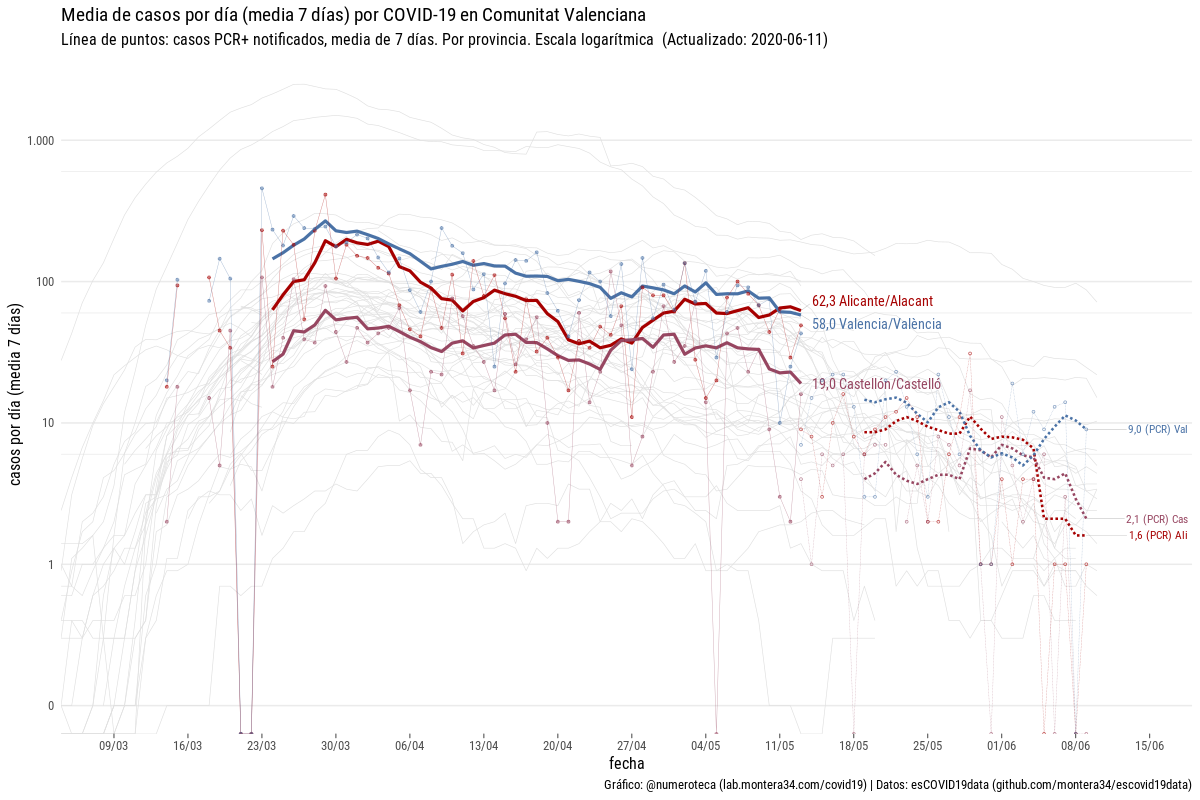 Media de casos por día (media 7 días) por COVID-19 en Comunitat Valenciana
Línea de puntos: casos PCR+ notificados, media de 7 días. Por provincia. Escala logarítmica (Actualizado: 2020-06-11)
casos por día (media 7 días)
1.000
100
10
1
0
62,3 Alicante/Alacant
58,0 Valencia/València
19,0 Castellón/Castelló
9,0 (PCR) Val
2,1 (PCR) Cas
1,6 (PCR) Ali
09/03 16/03 23/03 30/03 06/04 13/04 20/04 27/04 04/05 11/05 18/05 25/05 01/06 08/06 15/06
fecha
Gráfico: @numeroteca (lab.montera34.com/covid19) | Datos: esCOVID19data (github.com/montera34/escovid19data)